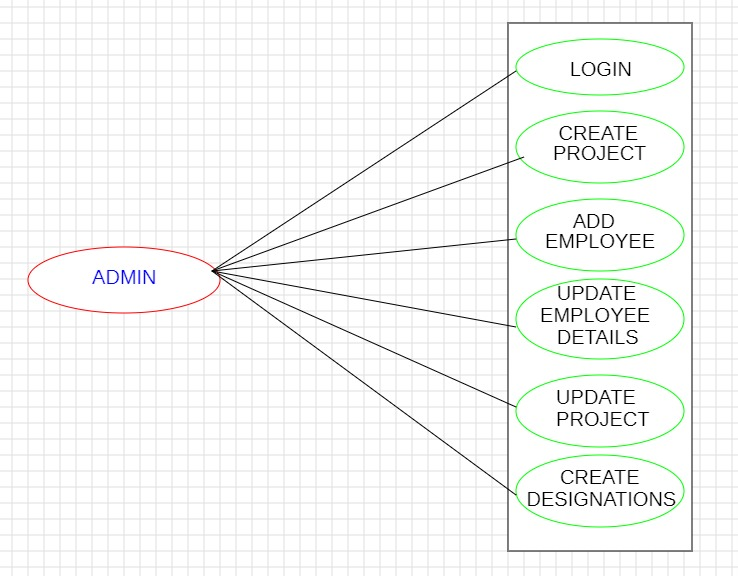 LOGIN
CREATE
PROJECT
ADD
EMPLOYEE
ADMIN
UPDATE
EMPLOYEE
DETAILS
UPDATE
PROJECT
CREATE
DESIGNATIONS